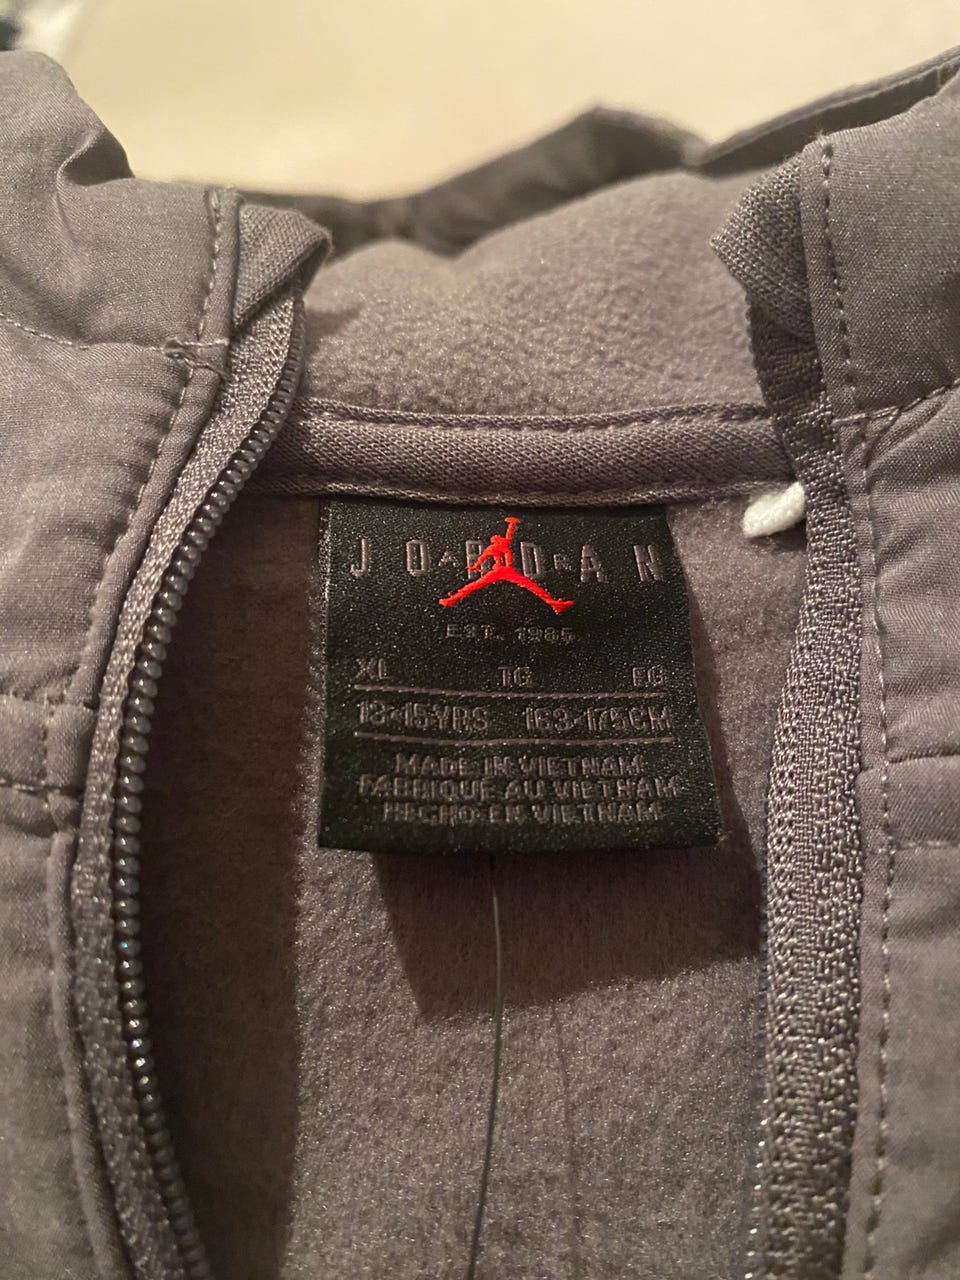 JORDAN
AIR
EST. 1985
XL TG EG
13-15YRS 163-175CM
MADE IN VIETNAM
FABRIQUE AU VIETNAM
HECHO EN VIETNAM